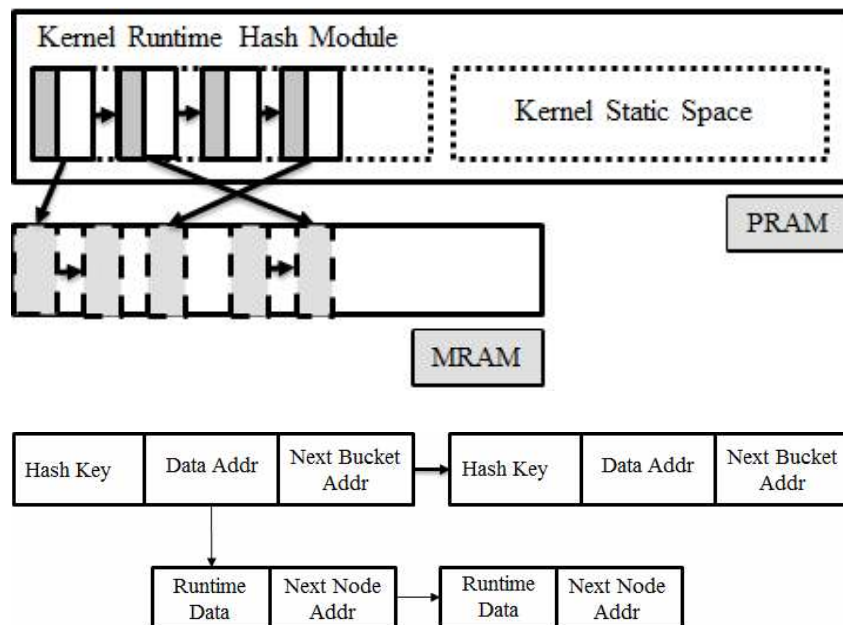 Kernel Runtime Hash Module
Kernel Static Space
PRAM
MRAM
Hash Key
Data Addr
Next Bucket
Addr
Hash Key
Data Addr
Next Bucket
Addr
Runtime
Data
Next Node
Addr
Runtime
Data
Next Node
Addr